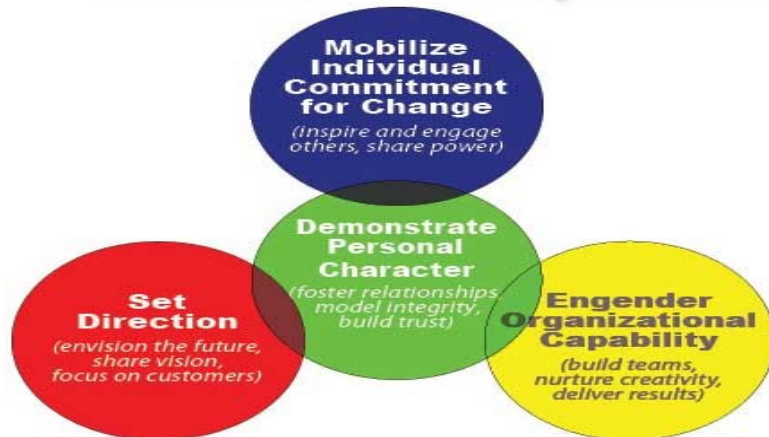 Mobilize
Individual
Commitment
for Change
(inspire and engage
others, share power)
Demonstrate
Personal
Character
(foster relationships,
model integrity,
build trust)
Set
Direction
(envision the future,
share vision,
focus on customers)
Engender
Organizational
Capability
(build teams,
nurture creativity,
deliver results)